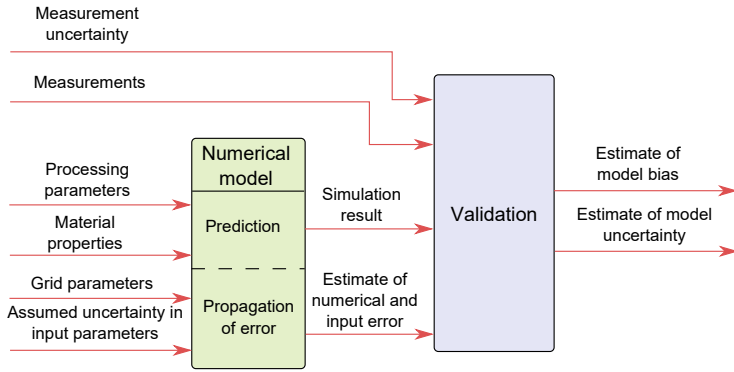 Measurement
uncertainty
Measurements
Processing
parameters
Material
properties
Grid parameters
Assumed uncertainty in
input parameters
Numerical
model
Prediction
Propagation
of error
Simulation
result
Estimate of
numerical and
input error
Validation
Estimate of
model bias
Estimate of model
uncertainty